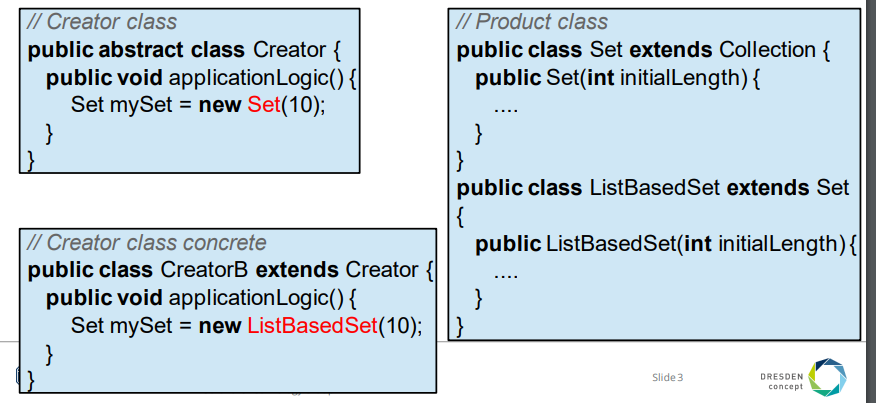 // Creator class
public abstract class Creator {
public void applicationLogic() {
Set mySet = new Set(10);
}
}
// Creator class concrete
public class CreatorB extends Creator {
public void applicationLogic() {
Set mySet = new ListBasedSet(10);
}
}
// Product class
public class Set extends Collection {
public Set(int initialLength) {
....
}
}
public class ListBasedSet extends Set
{
public ListBasedSet(int initialLength) {
....
}
}
Slide 3
DRESDEN
concept